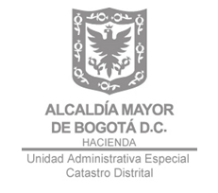 ALCALDÍA MAYOR
DE BOGOTÁ D.C.
HACIENDA
Unidad Administrativa Especial
Catastro Distrital